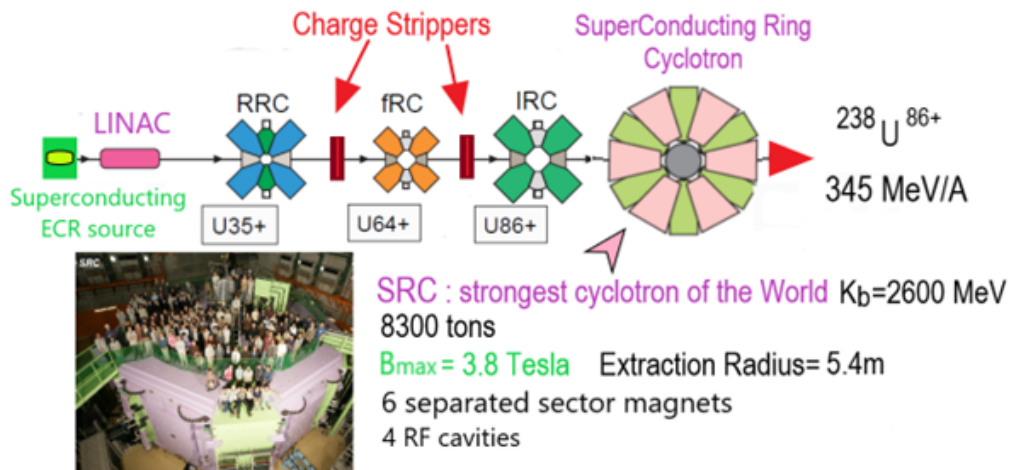 Charge Strippers
SuperConducting Ring
Cyclotron
LINAC
RRC
fRC
IRC
238 U 86+
345 MeV/A
Superconducting
ECR source
U35+
U64+
U86+
SRC
SRC : strongest cyclotron of the World Kb=2600 MeV
8300 tons
Bmax = 3.8 Tesla Extraction Radius= 5.4m
6 separated sector magnets
4 RF cavities